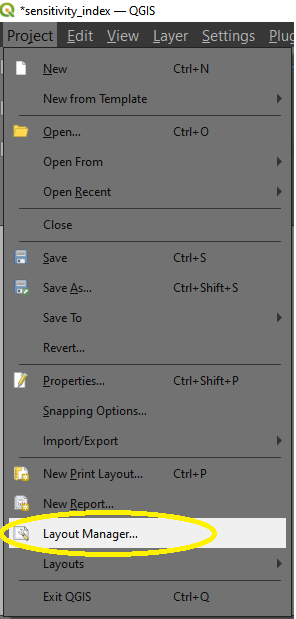 *sensitivity_index — QGIS
Project Edit View Layer Settings Plug
New Ctrl+N
New from Template
Open... Ctrl+O
Open From
Open Recent
Close
Save Ctrl+S
Save As... Ctrl+Shift+S
Save To
Revert...
Properties... Ctrl+Shift+P
Snapping Options...
Import/Export
New Print Layout... Ctrl+P
New Report...
Layout Manager...
Layouts
Exit QGIS Ctrl+Q